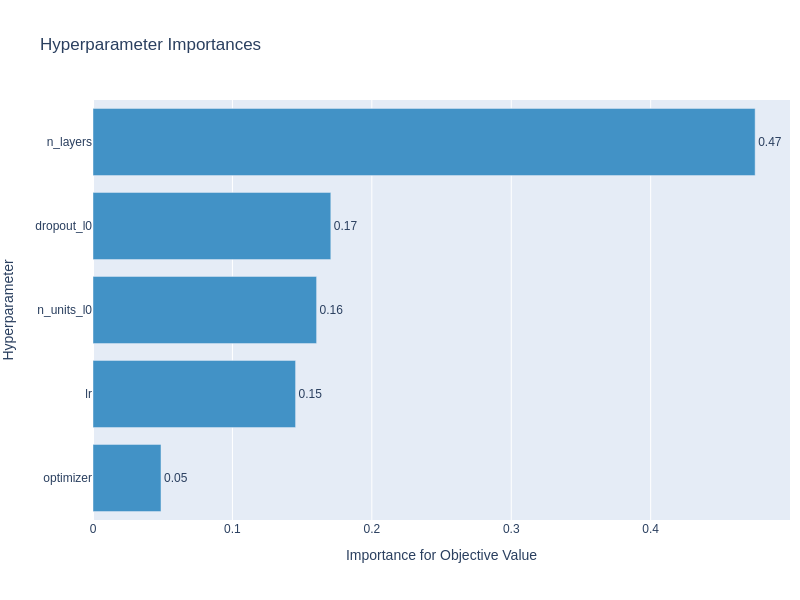 Hyperparameter Importances
n_layers
0.47
dropout_l0
0.17
n_units_l0
0.16
lr
0.15
optimizer
0.05
Hyperparameter
0
0.1
0.2
0.3
0.4
Importance for Objective Value